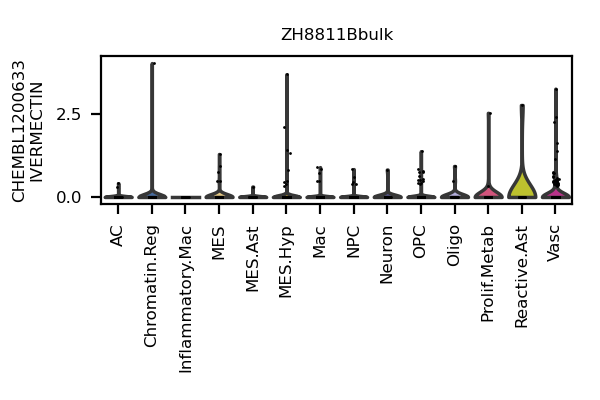 ZH8811Bbulk
CHEMBL1200633
IVERMECTIN
2.5
0.0
AC
Chromatin.Reg
Inflammatory.Mac
MES
MES.Ast
MES.Hyp
Mac
NPC
Neuron
OPC
Oligo
Prolif.Metab
Reactive.Ast
Vasc